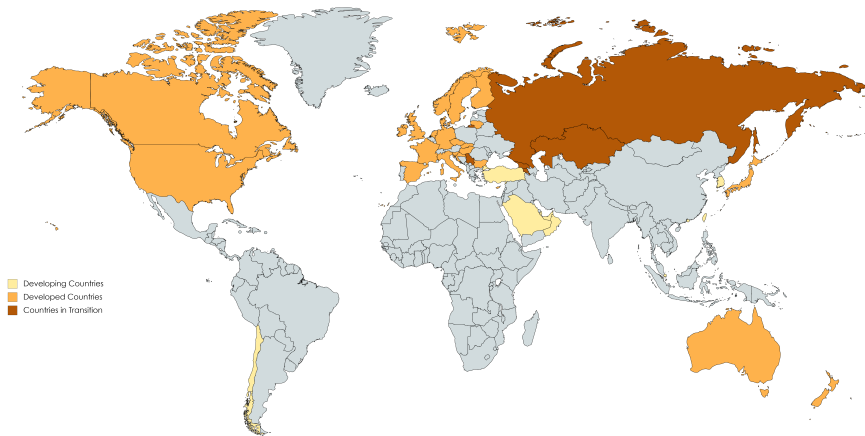 Developing Countries
Developed Countries
Countries in Transition